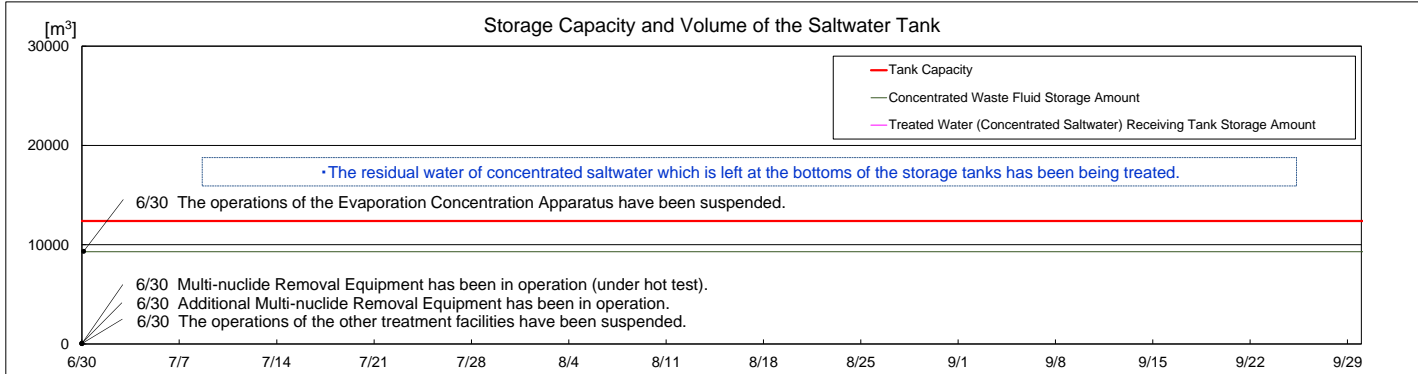 Storage Capacity and Volume of the Saltwater Tank
[m³]
30000
Tank Capacity
Concentrated Waste Fluid Storage Amount
Treated Water (Concentrated Saltwater) Receiving Tank Storage Amount
20000
・The residual water of concentrated saltwater which is left at the bottoms of the storage tanks has been being treated.
6/30 The operations of the Evaporation Concentration Apparatus have been suspended.
10000
6/30 Multi-nuclide Removal Equipment has been in operation (under hot test).
6/30 Additional Multi-nuclide Removal Equipment has been in operation.
6/30 The operations of the other treatment facilities have been suspended.
0
6/30 7/7 7/14 7/21 7/28 8/4 8/11 8/18 8/25 9/1 9/8 9/15 9/22 9/29